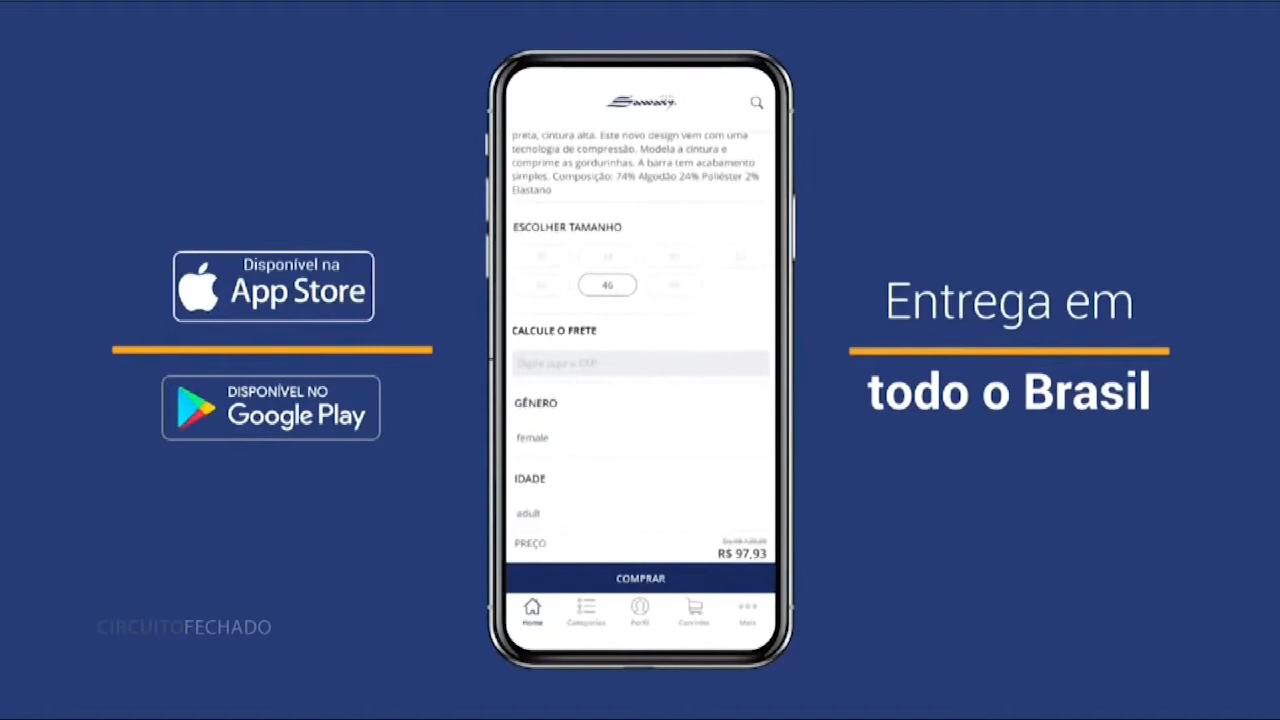 Disponível na
App Store
DISPONÍVEL NO
Google Play
Sawary
preta, cintura alta. Este novo design vem com uma
tecnologia de compressão. Modela a cintura e
comprime as gordurinhas. A barra tem acabamento
simples. Composição: 74% Algodão 24% Poliéster 2%
Elastano
ESCOLHER TAMANHO
46
CALCULE O FRETE
GÊNERO
female
IDADE
adult
PREÇO
R$ 97,93
COMPRAR
Home
Categorias
Perfil
Carrinho
Mais
Entrega em
todo o Brasil
CIRCUITOFECHADO